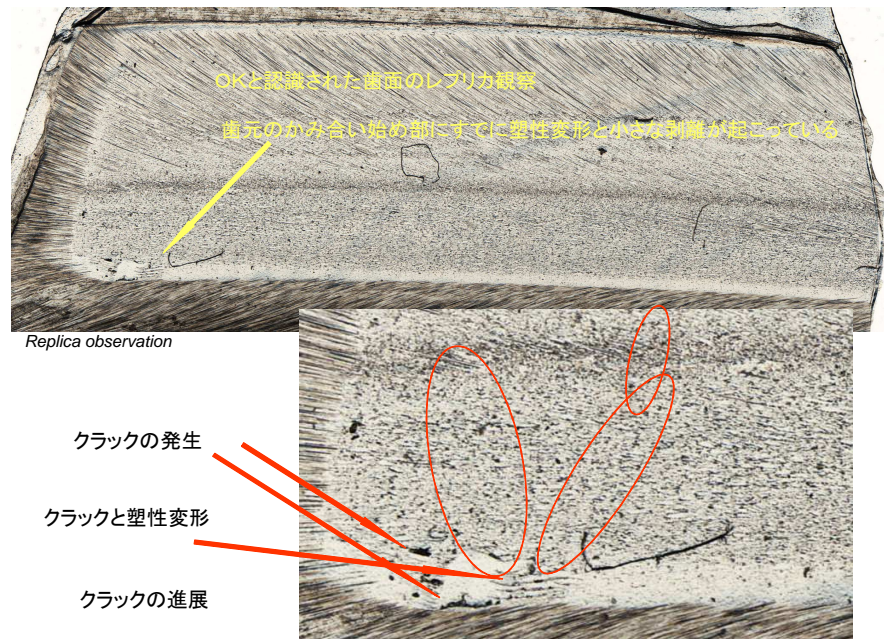 OKと認識された歯面のレプリカ観察
歯元のかみ合い始め部にすでに塑性変形と小さな剥離が起こっている
Replica observation
クラックの発生
クラックと塑性変形
クラックの進展